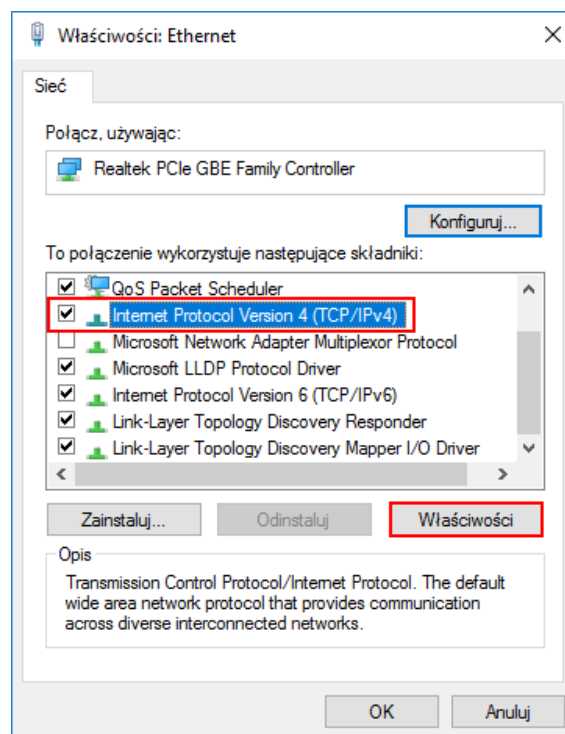 Właściwości: Ethernet
Sieć
Połącz, używając:
Realtek PCIe GBE Family Controller
Konfiguruj...
To połączenie wykorzystuje następujące składniki:
QoS Packet Scheduler
Internet Protocol Version 4 (TCP/IPv4)
Microsoft Network Adapter Multiplexor Protocol
Microsoft LLDP Protocol Driver
Internet Protocol Version 6 (TCP/IPv6)
Link-Layer Topology Discovery Responder
Link-Layer Topology Discovery Mapper I/O Driver
Zainstaluj... Odinstaluj Właściwości
Opis
Transmission Control Protocol/Internet Protocol. The default
wide area network protocol that provides communication
across diverse interconnected networks.
OK Anuluj